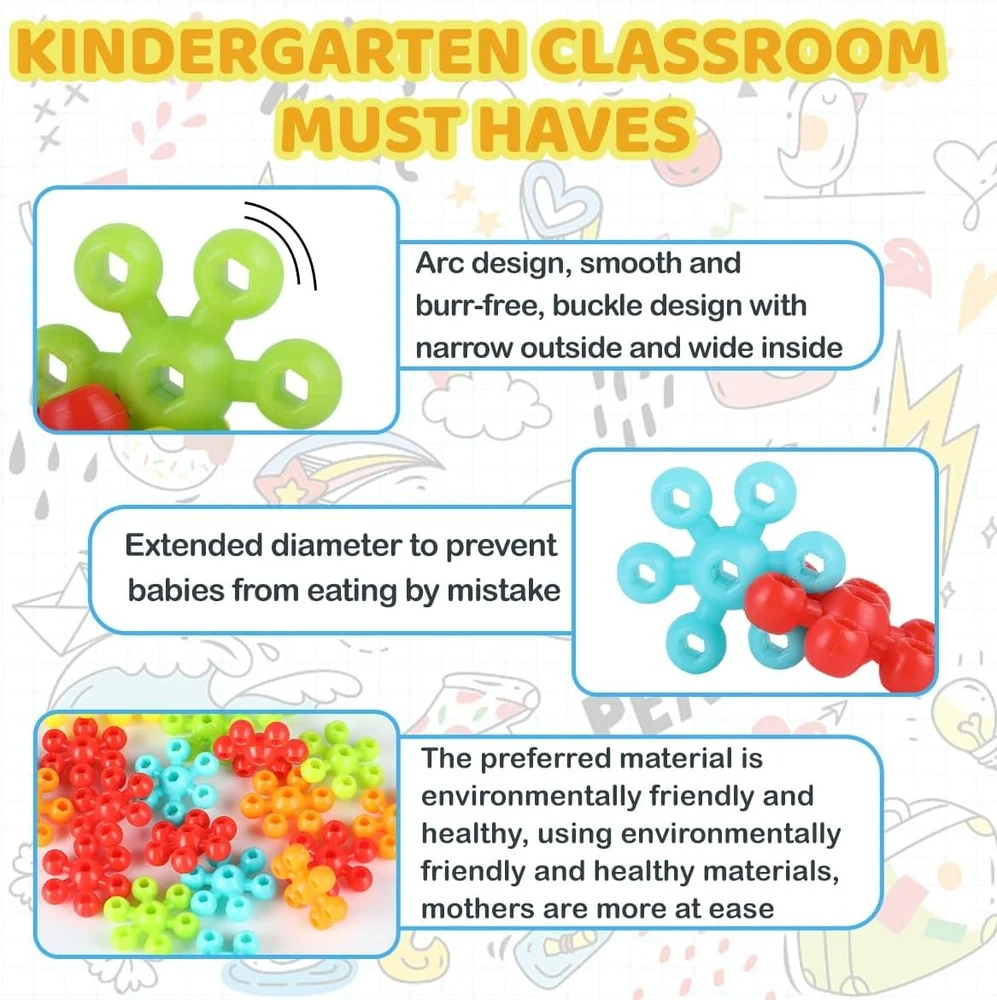 KINDERGARTEN CLASSROOM
MUST HAVES
Arc design, smooth and
burr-free, buckle design with
narrow outside and wide inside
Extended diameter to prevent
babies from eating by mistake
The preferred material is
environmentally friendly and
healthy, using environmentally
friendly and healthy materials,
mothers are more at ease